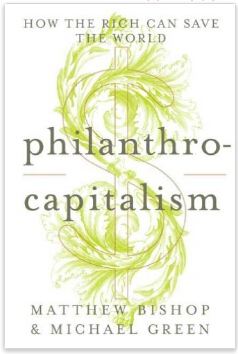 HOW THE RICH CAN SAVE
THE WORLD
philanthro-
capitalism
MATTHEW BISHOP
& MICHAEL GREEN